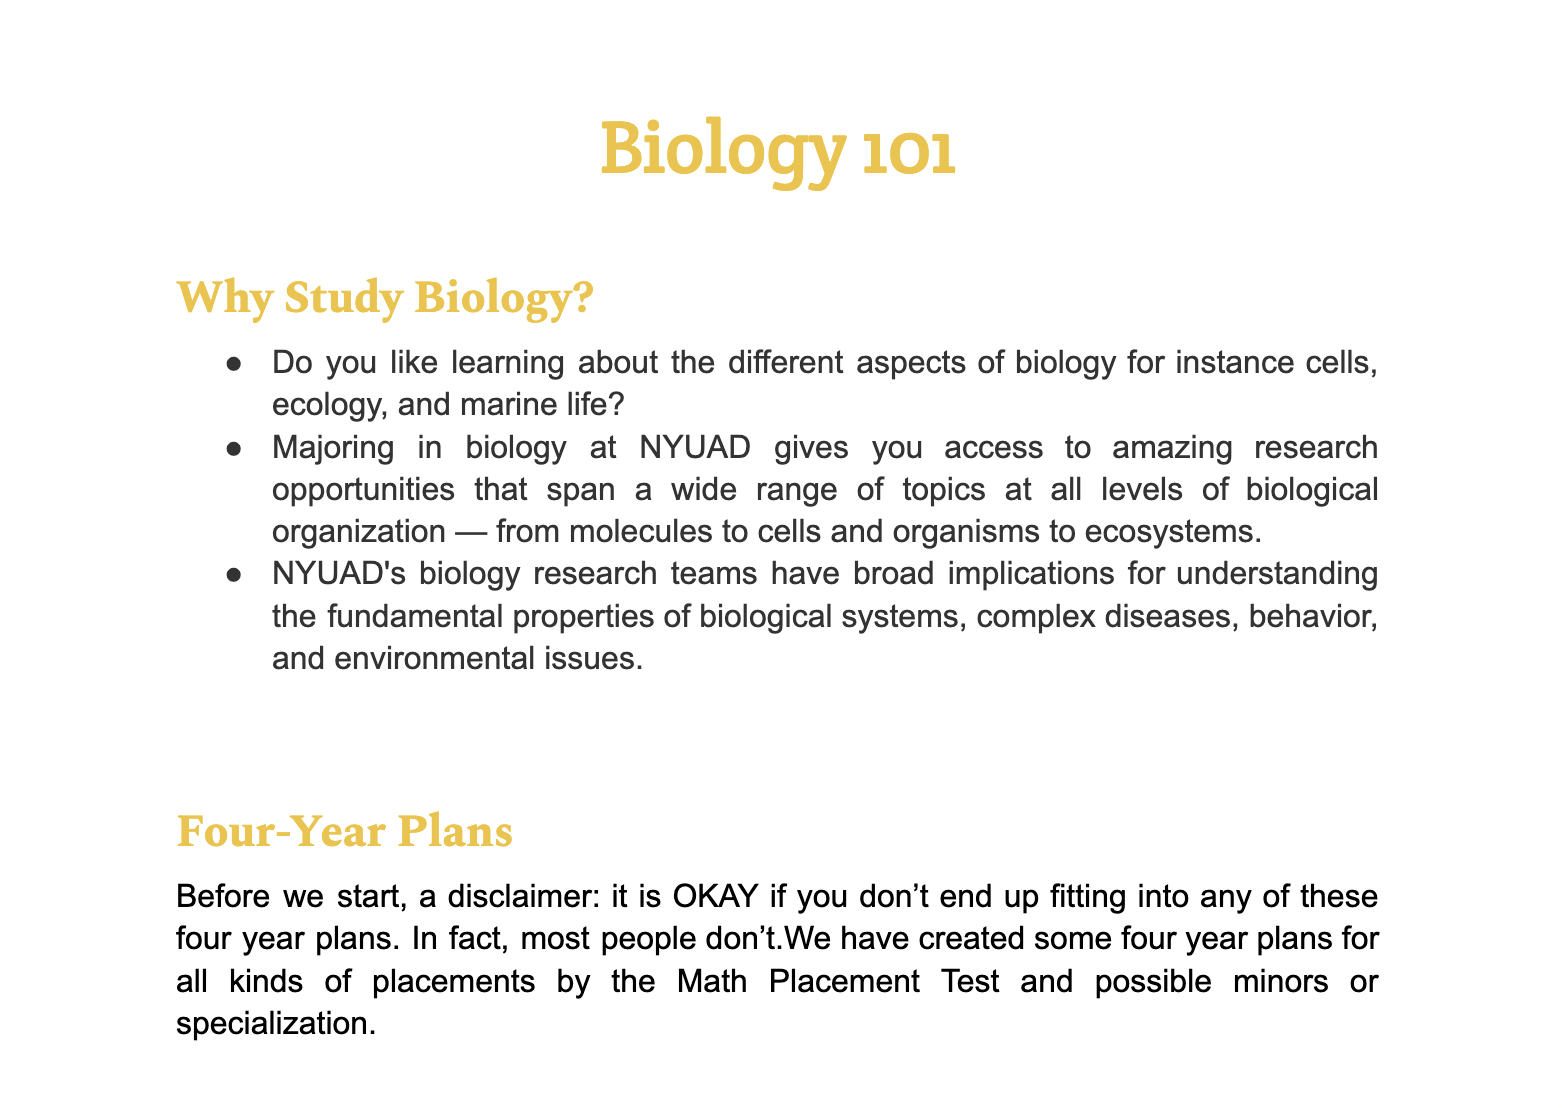 Biology 101
Why Study Biology?
● Do you like learning about the different aspects of biology for instance cells,
ecology, and marine life?
● Majoring in biology at NYUAD gives you access to amazing research
opportunities that span a wide range of topics at all levels of biological
organization — from molecules to cells and organisms to ecosystems.
● NYUAD's biology research teams have broad implications for understanding
the fundamental properties of biological systems, complex diseases, behavior,
and environmental issues.
Four-Year Plans
Before we start, a disclaimer: it is OKAY if you don’t end up fitting into any of these
four year plans. In fact, most people don’t.We have created some four year plans for
all kinds of placements by the Math Placement Test and possible minors or
specialization.